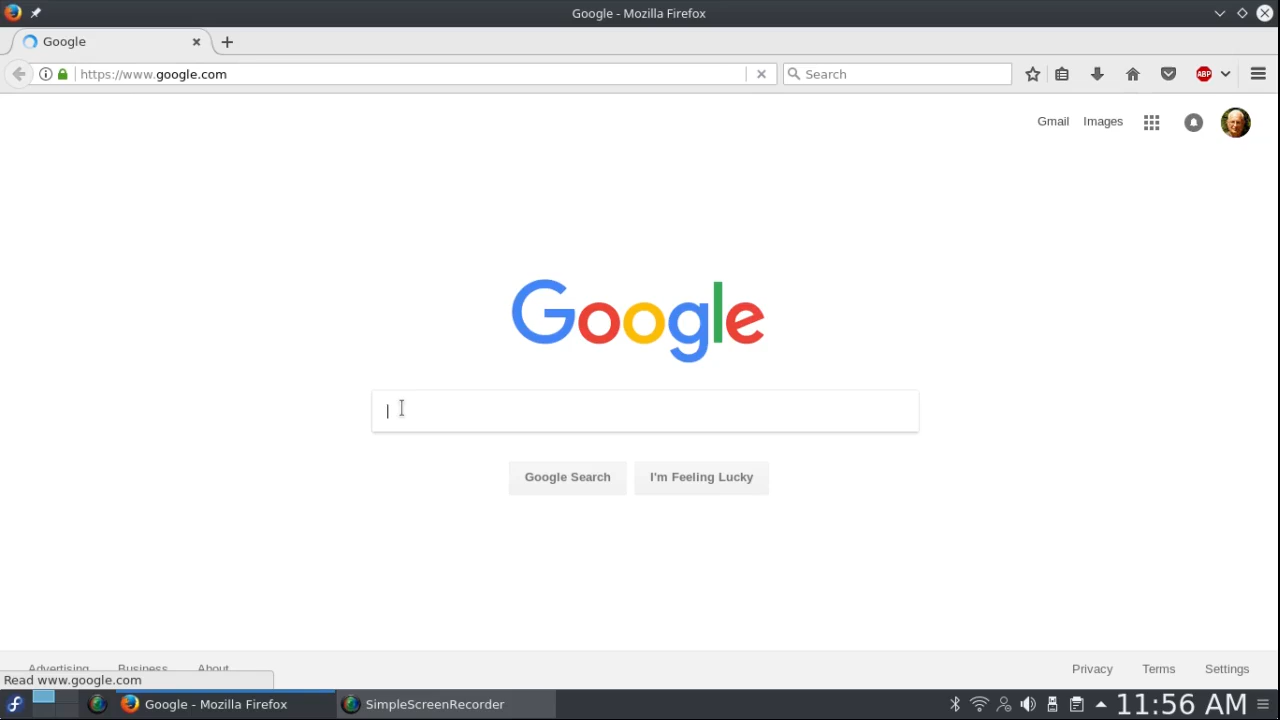 Google - Mozilla Firefox
Google
https://www.google.com
Search
ABP
Gmail Images
Google
Google Search I'm Feeling Lucky
Advertising Business About
Privacy Terms Settings
Read www.google.com
Google - Mozilla Firefox SimpleScreenRecorder 11:56 AM